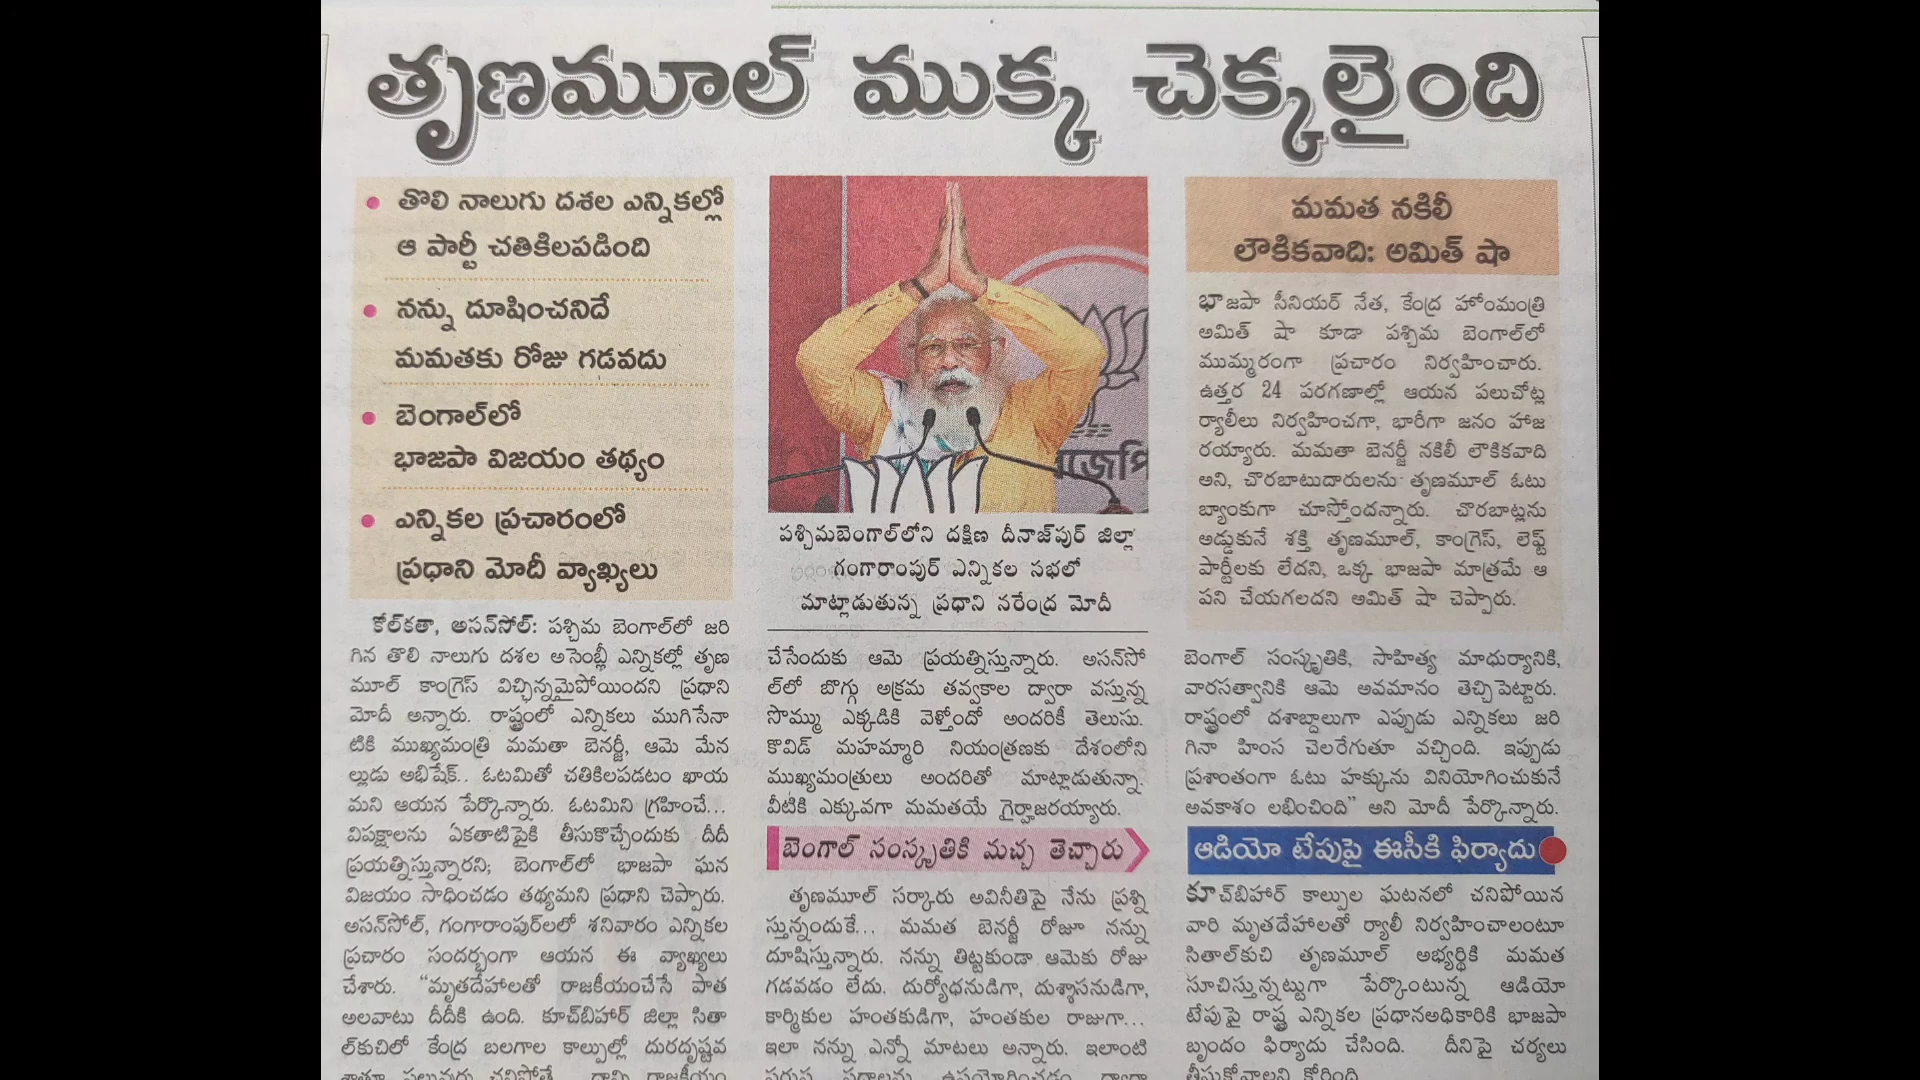 తృణమూల్ ముక్క చెక్కలైంది
• తొలి నాలుగు దశల ఎన్నికల్లో
ఆ పార్టీ చతికిలపడింది
• నన్ను దూషించనిదే
మమతకు రోజు గడవదు
• బెంగాల్‌లో
భాజపా విజయం తథ్యం
• ఎన్నికల ప్రచారంలో
ప్రధాని మోదీ వ్యాఖ్యలు
కోల్‌కతా, అసన్‌సోల్: పశ్చిమ బెంగాల్‌లో జరి
గిన తొలి నాలుగు దశల అసెంబ్లీ ఎన్నికల్లో తృణ
మూల్ కాంగ్రెస్ విచ్ఛిన్నమైపోయిందని ప్రధాని
మోదీ అన్నారు. రాష్ట్రంలో ఎన్నికలు ముగిసేనా
టికి ముఖ్యమంత్రి మమతా బెనర్జీ, ఆమె మేన
ల్లుడు అభిషేక్.. ఓటమితో చతికిలపడటం ఖాయ
మని ఆయన పేర్కొన్నారు. ఓటమిని గ్రహించే...
విపక్షాలను ఏకతాటిపైకి తీసుకొచ్చేందుకు దీదీ
ప్రయత్నిస్తున్నారని; బెంగాల్‌లో భాజపా ఘన
విజయం సాధించడం తథ్యమని ప్రధాని చెప్పారు.
అసన్‌సోల్, గంగారాంపుర్‌లలో శనివారం ఎన్నికల
ప్రచారం సందర్భంగా ఆయన ఈ వ్యాఖ్యలు
చేశారు. “మృతదేహాలతో రాజకీయంచేసే పాత
అలవాటు దీదీకి ఉంది. కూచ్‌బిహార్ జిల్లా సితా
ల్‌కుచిలో కేంద్ర బలగాల కాల్పుల్లో దురదృష్టవ
జেপি
పశ్చిమబెంగాల్‌లోని దక్షిణ దీనాజ్‌పుర్ జిల్లా
గంగారాంపుర్ ఎన్నికల సభలో
మాట్లాడుతున్న ప్రధాని నరేంద్ర మోదీ
చేసేందుకు ఆమె ప్రయత్నిస్తున్నారు. అసన్‌సో
ల్‌లో బొగ్గు అక్రమ తవ్వకాల ద్వారా వస్తున్న
సొమ్ము ఎక్కడికి వెళ్తోందో అందరికీ తెలుసు.
కొవిడ్ మహమ్మారి నియంత్రణకు దేశంలోని
ముఖ్యమంత్రులు అందరితో మాట్లాడుతున్నా.
వీటికి ఎక్కువగా మమతయే గైర్హాజరయ్యారు.
బెంగాల్ సంస్కృతికి మచ్చ తెచ్చారు
తృణమూల్ సర్కారు అవినీతిపై నేను ప్రశ్ని
స్తున్నందుకే... మమత బెనర్జీ రోజూ నన్ను
దూషిస్తున్నారు. నన్ను తిట్టకుండా ఆమెకు రోజు
గడవడం లేదు. దుర్యోధనుడిగా, దుశ్శాసనుడిగా,
కార్మికుల హంతకుడిగా, హంతకుల రాజుగా...
ఇలా నన్ను ఎన్నో మాటలు అన్నారు. ఇలాంటి
మమత నకిలీ
లౌకికవాది: అమిత్ షా
భాజపా సీనియర్ నేత, కేంద్ర హోంమంత్రి
అమిత్ షా కూడా పశ్చిమ బెంగాల్‌లో
ముమ్మరంగా ప్రచారం నిర్వహించారు.
ఉత్తర 24 పరగణాల్లో ఆయన పలుచోట్ల
ర్యాలీలు నిర్వహించగా, భారీగా జనం హాజ
రయ్యారు. మమతా బెనర్జీ నకిలీ లౌకికవాది
అని, చొరబాటుదారులను తృణమూల్ ఓటు
బ్యాంకుగా చూస్తోందన్నారు. చొరబాట్లను
అడ్డుకునే శక్తి తృణమూల్, కాంగ్రెస్, లెఫ్ట్
పార్టీలకు లేదని, ఒక్క భాజపా మాత్రమే ఆ
పని చేయగలదని అమిత్ షా చెప్పారు.
బెంగాల్ సంస్కృతికి, సాహిత్య మాధుర్యానికి,
వారసత్వానికి ఆమె అవమానం తెచ్చిపెట్టారు.
రాష్ట్రంలో దశాబ్దాలుగా ఎప్పుడు ఎన్నికలు జరి
గినా హింస చెలరేగుతూ వచ్చింది. ఇప్పుడు
ప్రశాంతంగా ఓటు హక్కును వినియోగించుకునే
అవకాశం లభించింది” అని మోదీ పేర్కొన్నారు.
ఆడియో టేపుపై ఈసీకి ఫిర్యాదు
కూచ్‌బిహార్ కాల్పుల ఘటనలో చనిపోయిన
వారి మృతదేహాలతో ర్యాలీ నిర్వహించాలంటూ
సితాల్‌కుచి తృణమూల్ అభ్యర్థికి మమత
సూచిస్తున్నట్టుగా పేర్కొంటున్న ఆడియో
టేపుపై రాష్ట్ర ఎన్నికల ప్రధానఅధికారికి భాజపా
బృందం ఫిర్యాదు చేసింది. దీనిపై చర్యలు
తీసుకోవాలని కోరింది.